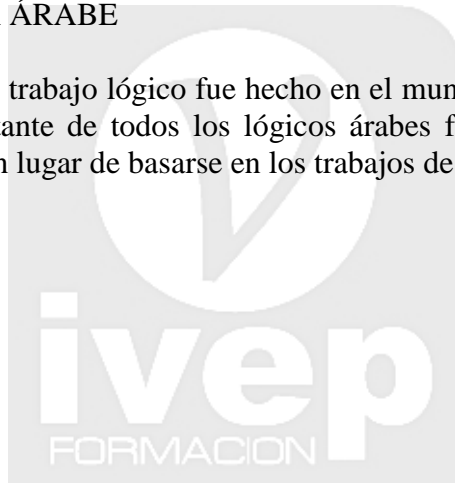 ÁRABE
trabajo lógico fue hecho en el mun
tante de todos los lógicos árabes f
n lugar de basarse en los trabajos de
ivep
FORMACION